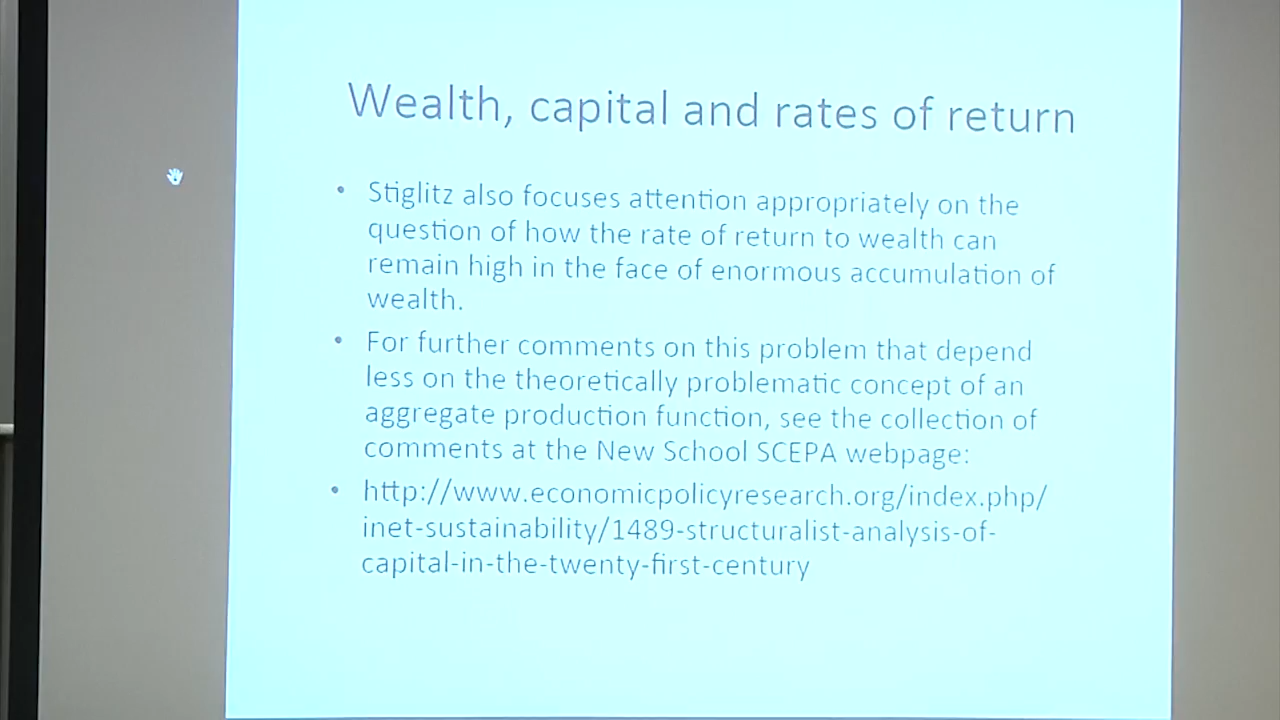 Wealth, capital and rates of return
• Stiglitz also focuses attention appropriately on the
question of how the rate of return to wealth can
remain high in the face of enormous accumulation of
wealth.
• For further comments on this problem that depend
less on the theoretically problematic concept of an
aggregate production function, see the collection of
comments at the New School SCEPA webpage:
• http://www.economicpolicyresearch.org/index.php/
inet-sustainability/1489-structuralist-analysis-of-
capital-in-the-twenty-first-century